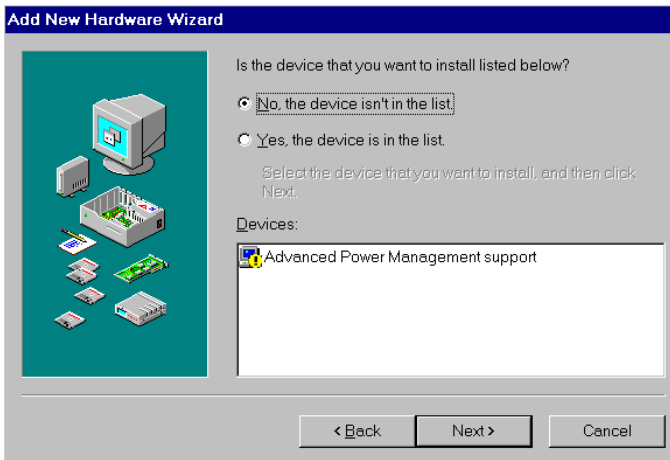 Add New Hardware Wizard
Is the device that you want to install listed below?
No, the device isn't in the list.
Yes, the device is in the list.
Select the device that you want to install, and then click
Next.
Devices:
Advanced Power Management support
< Back
Next >
Cancel